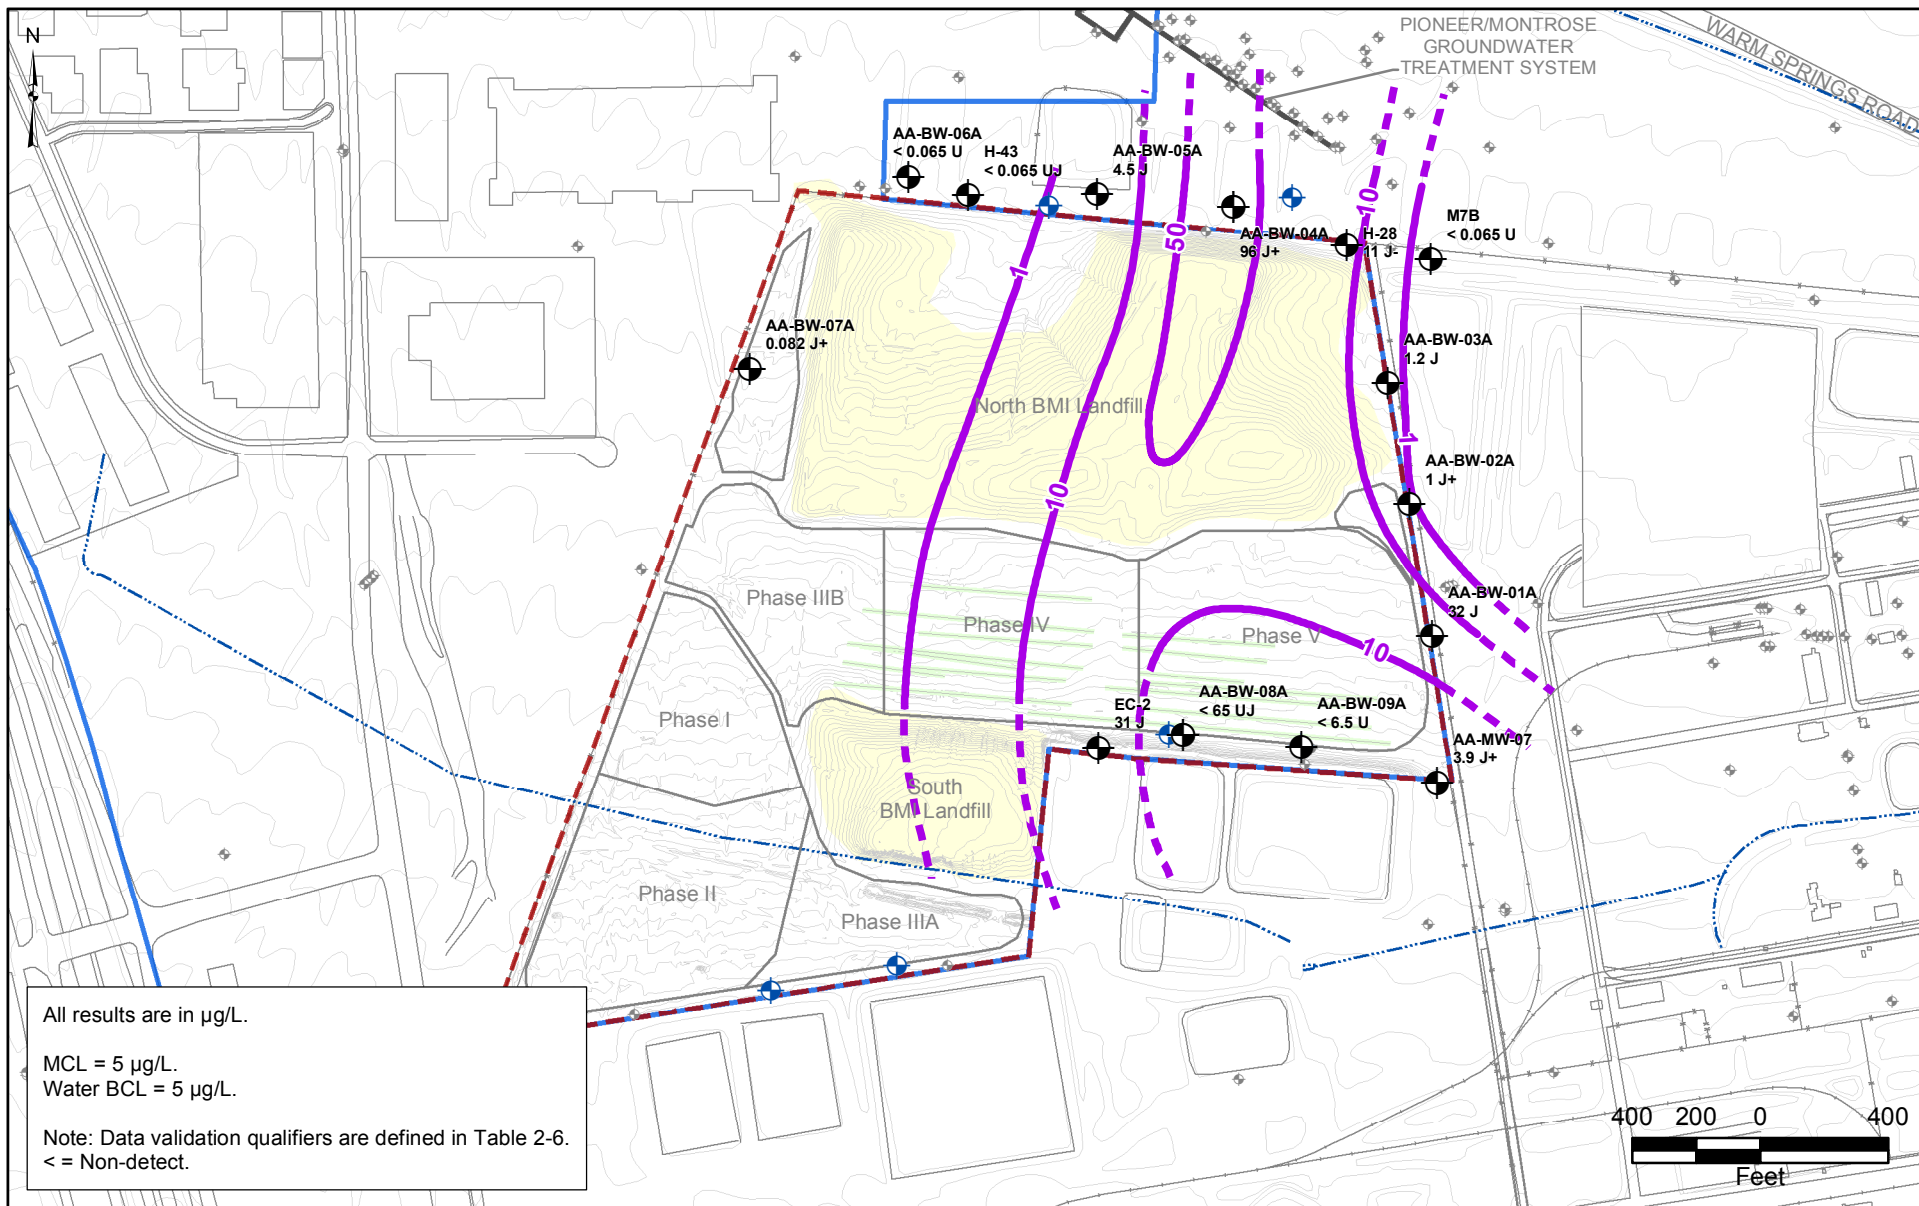 N
PIONEER/MONTROSE
GROUNDWATER
TREATMENT SYSTEM
WARM SPRINGS ROAD
AA-BW-06A
< 0.065 U
H-43
< 0.065 UJ
AA-BW-05A
4.5 J
AA-BW-04A
96 J+
H-28
11 J-
M7B
< 0.065 U
10
50
1
AA-BW-07A
0.082 J+
AA-BW-03A
1.2 J
North BMI Landfill
1
AA-BW-02A
1 J+
10
AA-BW-01A
32 J
Phase IIIB
Phase IV
Phase V
10
EC-2
31 J
AA-BW-08A
< 65 UJ
AA-BW-09A
< 6.5 U
AA-MW-07
3.9 J+
Phase I
South
BMI Landfill
Phase II
Phase IIIA
All results are in µg/L.
MCL = 5 µg/L.
Water BCL = 5 µg/L.
Note: Data validation qualifiers are defined in Table 2-6.
< = Non-detect.
400 200 0 400
Feet